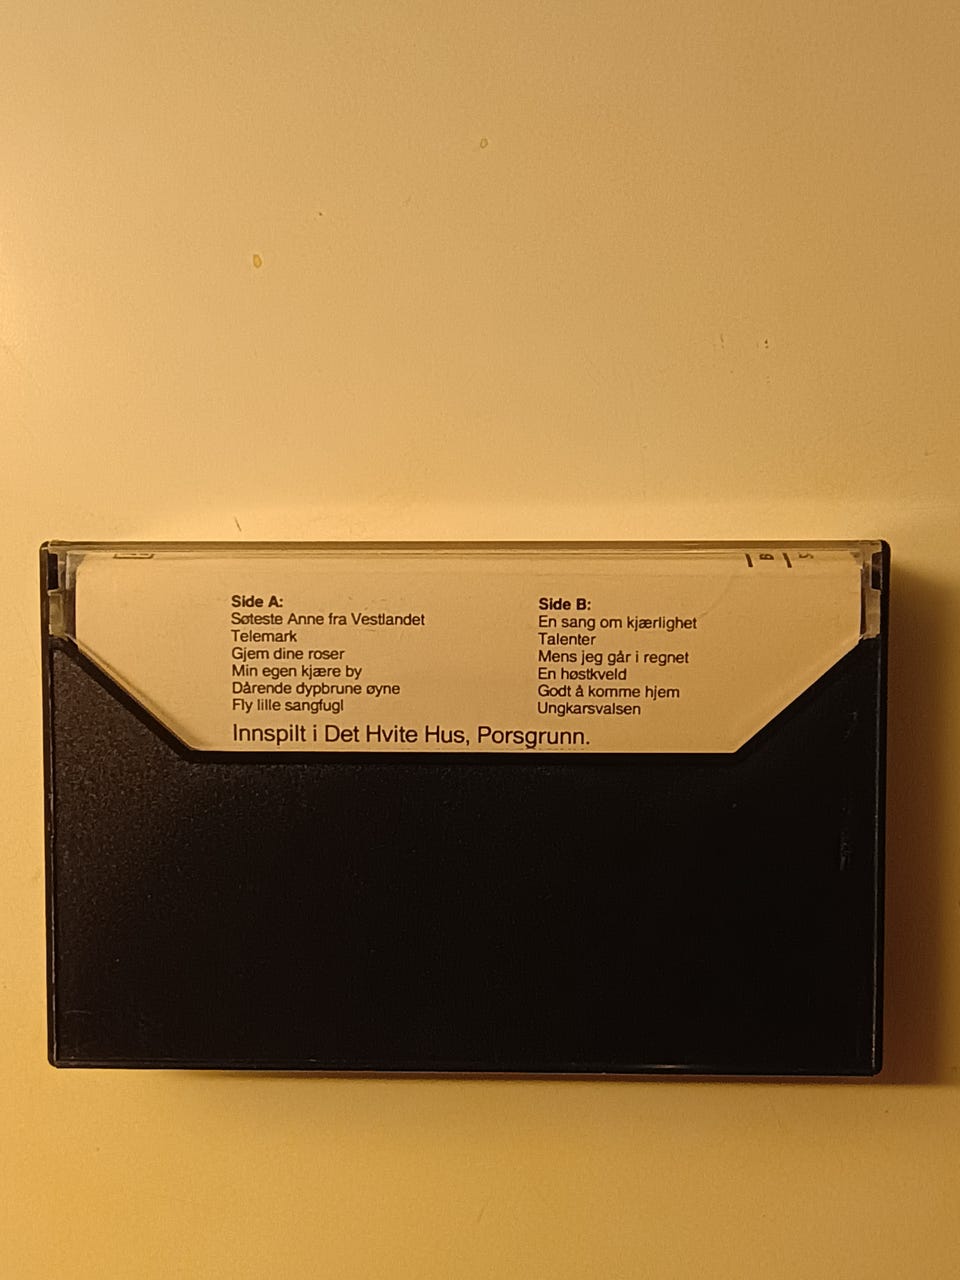 Side A:
Søteste Anne fra Vestlandet
Telemark
Gjem dine roser
Min egen kjære by
Dårende dypbrune øyne
Fly lille sangfugl
Side B:
En sang om kjærlighet
Talenter
Mens jeg går i regnet
En høstkveld
Godt å komme hjem
Ungkarsvalsen
Innspilt i Det Hvite Hus, Porsgrunn.